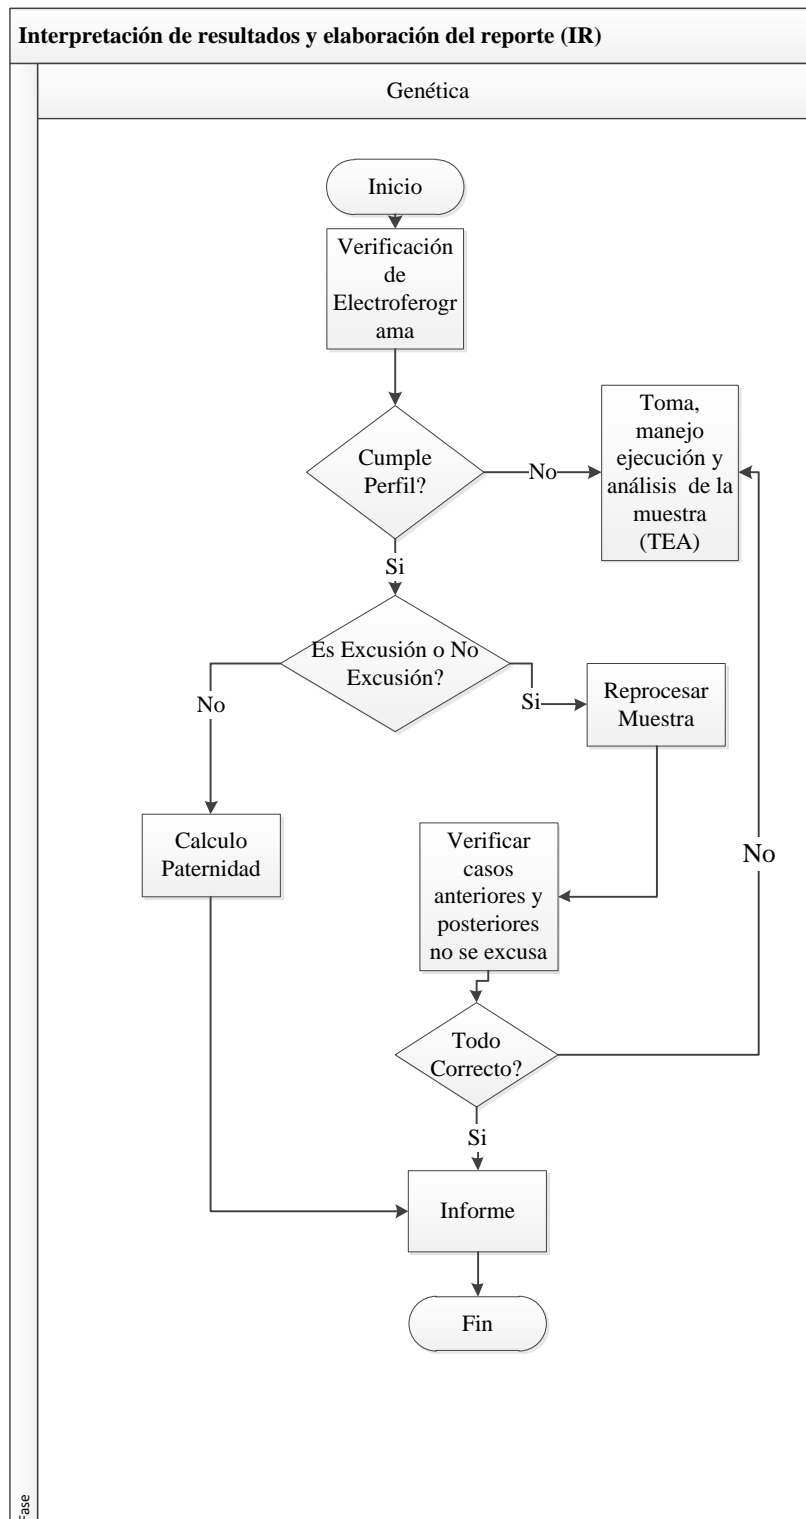 Interpretación de resultados y elaboración del reporte (IR)
Genética
Inicio
Verificación
de
Electroferogr
ama
Cumple
Perfil?
No
Toma,
manejo
ejecución y
análisis de la
muestra
(TEA)
Si
Es Excusión o No
Excusión?
No
Si
Reprocesar
Muestra
Calculo
Paternidad
Verificar
casos
anteriores y
posteriores
no se excusa
No
Todo
Correcto?
Si
Informe
Fin
Fase